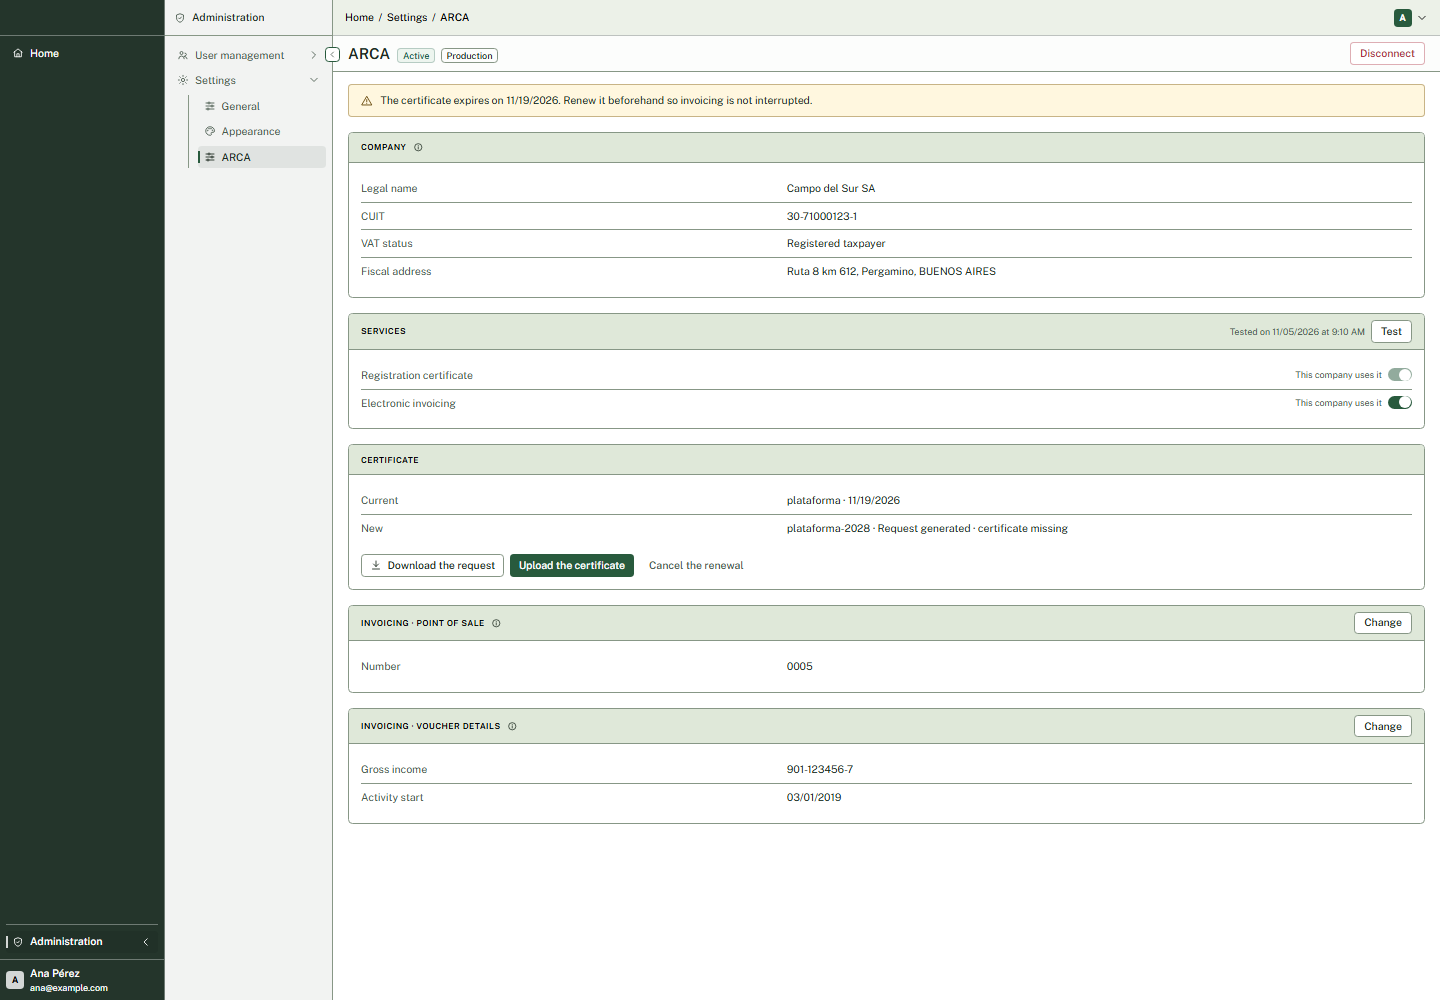 Administration
Home / Settings / ARCA
A
Home
User management
Settings
General
Appearance
ARCA
ARCA Active Production
Disconnect
The certificate expires on 11/19/2026. Renew it beforehand so invoicing is not interrupted.
COMPANY
Legal name Campo del Sur SA
CUIT 30-71000123-1
VAT status Registered taxpayer
Fiscal address Ruta 8 km 612, Pergamino, BUENOS AIRES
SERVICES Tested on 11/05/2026 at 9:10 AM Test
Registration certificate This company uses it
Electronic invoicing This company uses it
CERTIFICATE
Current plataforma · 11/19/2026
New plataforma-2028 · Request generated · certificate missing
Download the request Upload the certificate Cancel the renewal
INVOICING · POINT OF SALE Change
Number 0005
INVOICING · VOUCHER DETAILS Change
Gross income 901-123456-7
Activity start 03/01/2019
Administration
A
Ana Pérez
ana@example.com